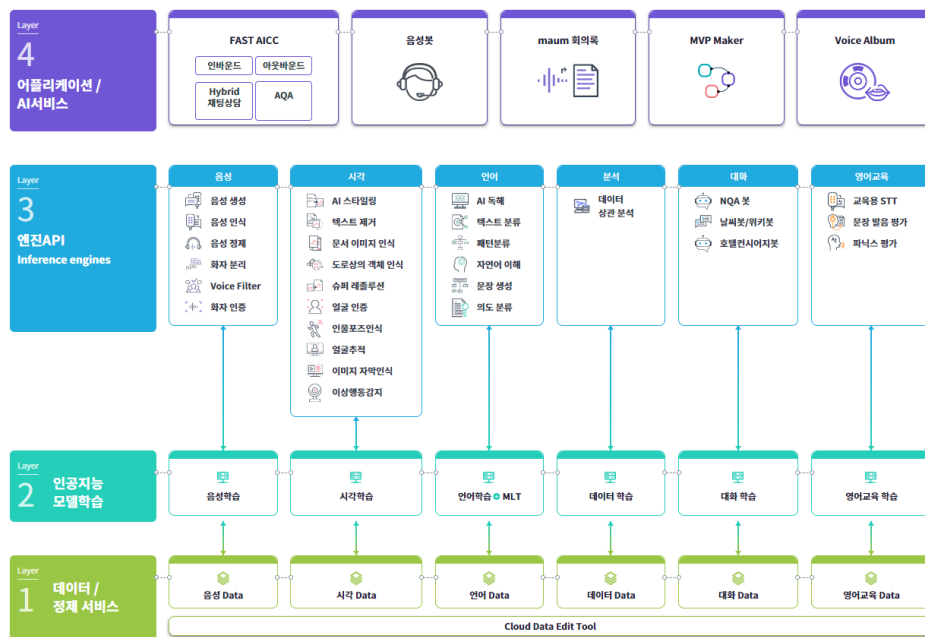 Layer
4
어플리케이션 /
AI서비스
FAST AICC
인바운드
아웃바운드
Hybrid
채팅상담
AQA
음성봇
maum 회의록
MVP Maker
Voice Album
Layer
3
엔진API
Inference engines
음성
음성 생성
음성 인식
음성 정제
화자 분리
Voice Filter
화자 인증
시각
AI 스타일링
텍스트 제거
문서 이미지 인식
도로상의 객체 인식
슈퍼 레졸루션
얼굴 인증
인물포즈인식
얼굴추적
이미지 자막인식
이상행동감지
언어
AI 독해
텍스트 분류
패턴분류
자연어 이해
문장 생성
의도 분류
분석
데이터
상관 분석
대화
NQA 봇
날씨봇/위키봇
호텔컨시어지봇
영어교육
교육용 STT
문장 발음 평가
파닉스 평가
Layer
2
인공지능
모델학습
음성학습
시각학습
언어학습 MLT
데이터 학습
대화 학습
영어교육 학습
Layer
1
데이터 /
정제 서비스
음성 Data
시각 Data
언어 Data
데이터 Data
대화 Data
영어교육 Data
Cloud Data Edit Tool